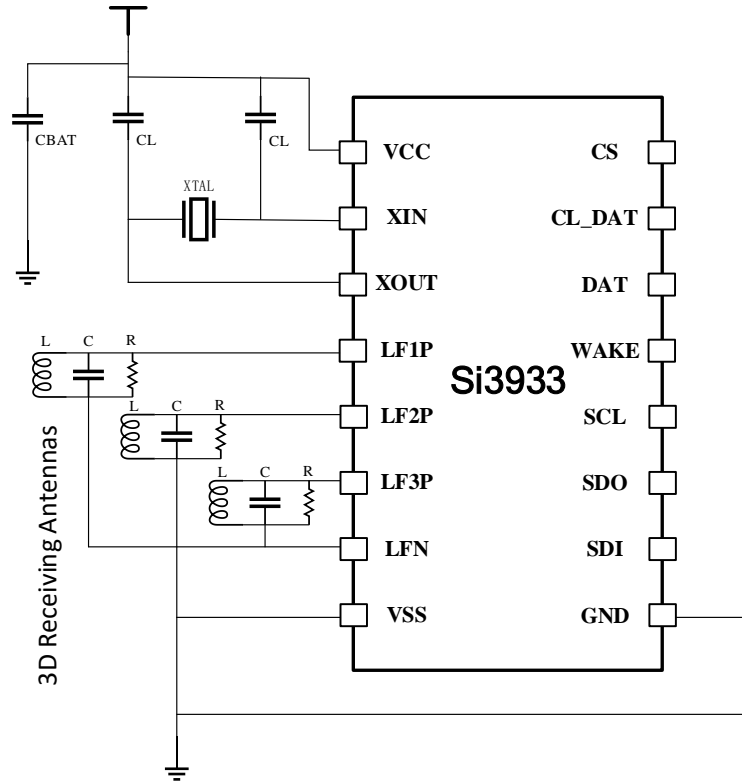 CBAT
CL
CL
XTAL
VCC
CS
XIN
CL_DAT
XOUT
DAT
L
C
R
LF1P
WAKE
Si3933
L
C
R
LF2P
SCL
L
C
R
LF3P
SDO
LFN
SDI
VSS
GND
3D Receiving Antennas